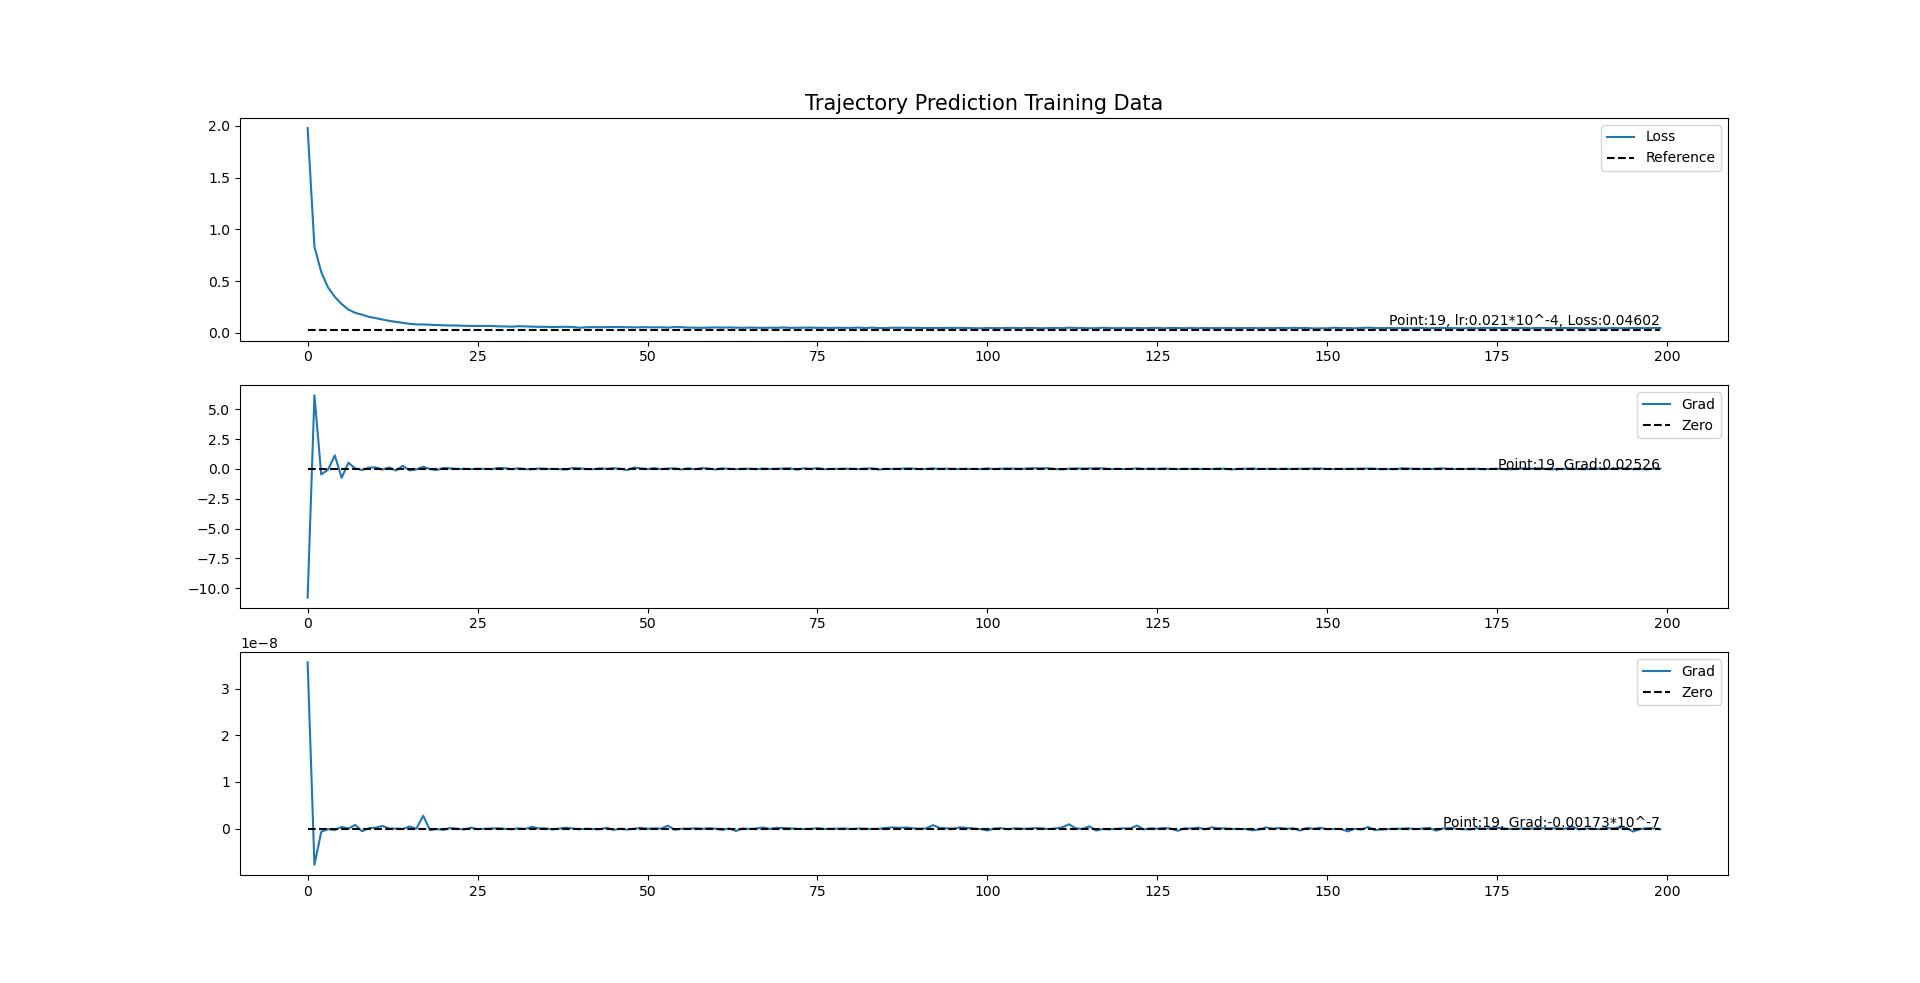 Trajectory Prediction Training Data
2.0
1.5
1.0
0.5
0.0
Loss
Reference
Point:19, lr:0.021*10^-4, Loss:0.04602
0 25 50 75 100 125 150 175 200
5.0
2.5
0.0
−2.5
−5.0
−7.5
−10.0
Grad
Zero
Point:19, Grad:0.02526
0 25 50 75 100 125 150 175 200
1e−8
3
2
1
0
Grad
Zero
Point:19, Grad:-0.00173*10^-7
0 25 50 75 100 125 150 175 200